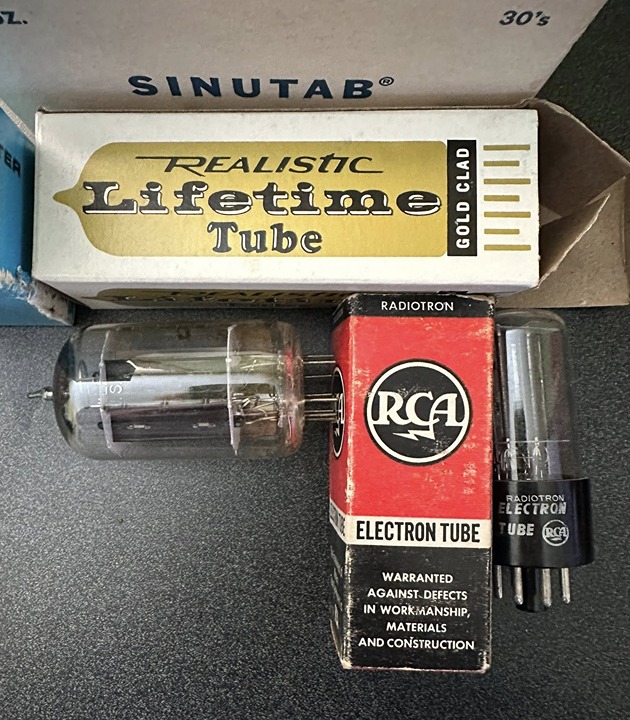 30's
SINUTAB®
REALISTIC
Lifetime
Tube
GOLD CLAD
RADIOTRON
RCA
ELECTRON TUBE
WARRANTED
AGAINST DEFECTS
IN WORKMANSHIP,
MATERIALS
AND CONSTRUCTION
RADIOTRON
ELECTRON
TUBE RCA